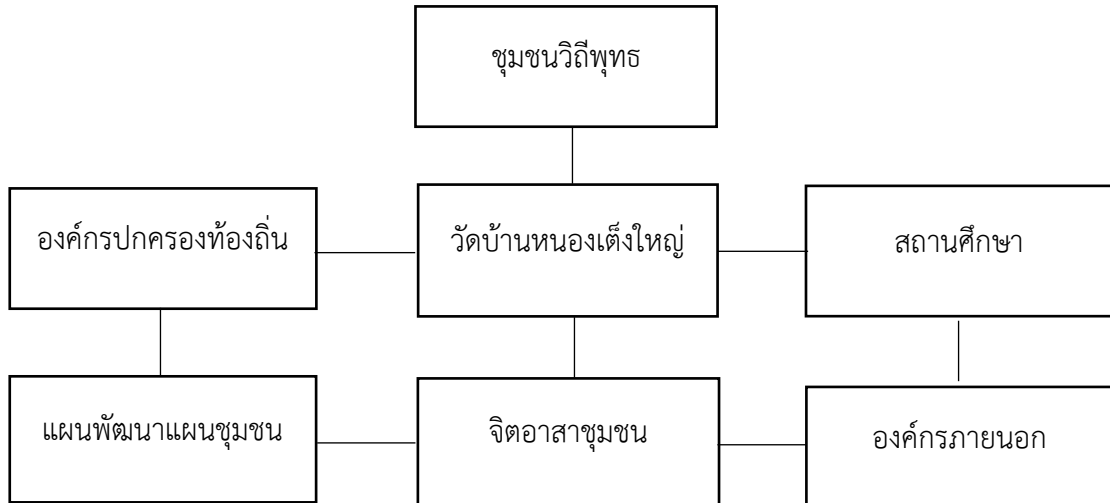 ชุมชนวิถีพุทธ
องค์กรปกครองท้องถิ่น
วัดบ้านหนองเต็งใหญ่
สถานศึกษา
แผนพัฒนาแผนชุมชน
จิตอาสาชุมชน
องค์กรภายนอก